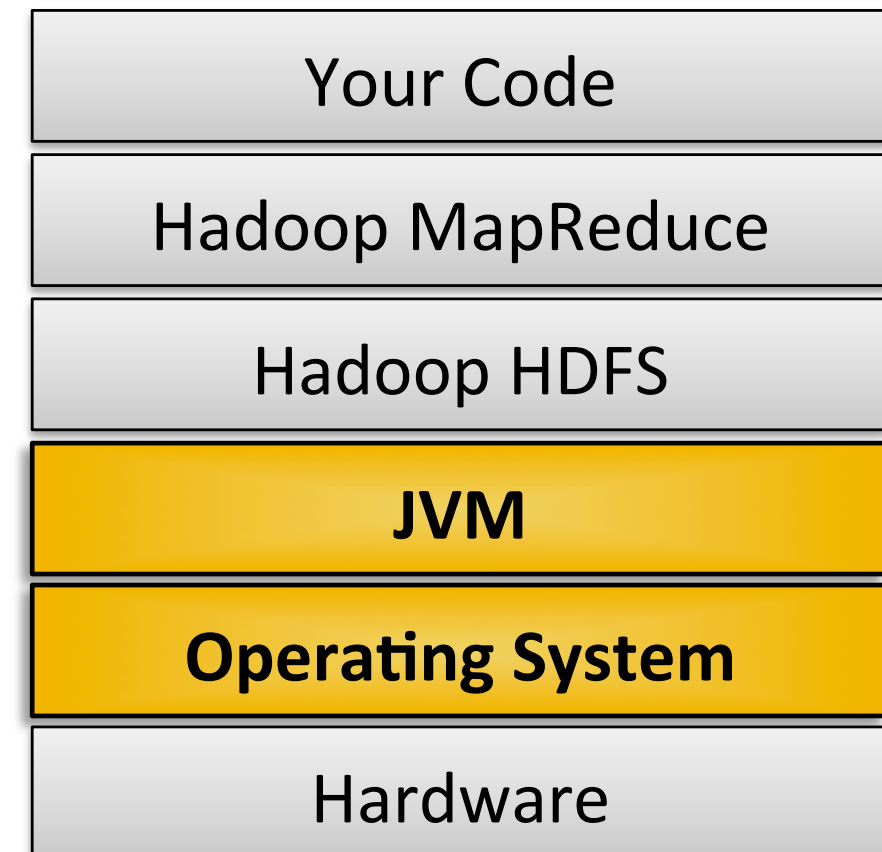 Your Code
Hadoop MapReduce
Hadoop HDFS
JVM
Operating System
Hardware